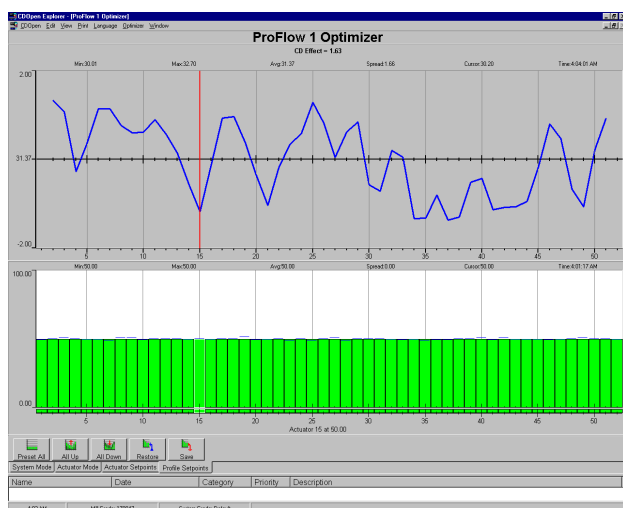 CDOpen Explorer - [ProFlow 1 Optimizer]
CDOpen Edit View Print Language Optimizer Window
ProFlow 1 Optimizer
CD Effect = 1.63
Min:30.01 Max:32.70 Avg:31.37 Spread:1.66 Cursor:30.20 Time:4:04:01 AM
2.00
31.37
-2.00
5 10 15 20 25 30 35 40 45 50
Min:50.00 Max:50.00 Avg:50.00 Spread:0.00 Cursor:50.00 Time:4:01:17 AM
100.00
0.00
5 10 15 20 25 30 35 40 45 50
Actuator 15 at 50.00
Preset All All Up All Down Restore Save
System Mode Actuator Mode Actuator Setpoints Profile Setpoints
Name Date Category Priority Description